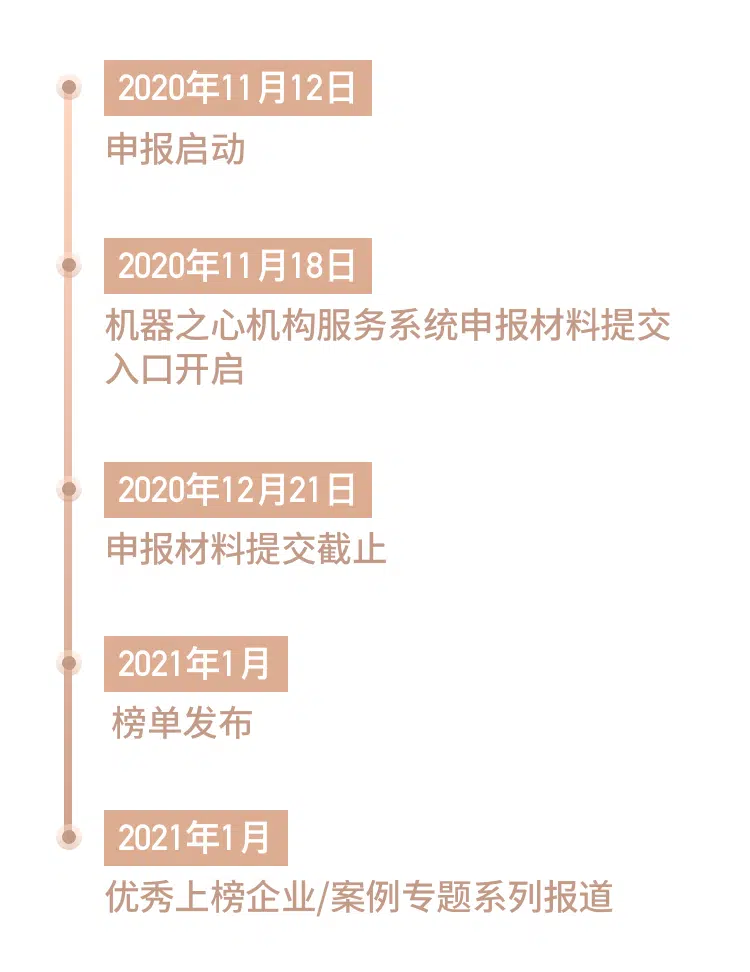 2020年11月12日
申报启动
2020年11月18日
机器之心机构服务系统申报材料提交
入口开启
2020年12月21日
申报材料提交截止
2021年1月
榜单发布
2021年1月
优秀上榜企业/案例专题系列报道